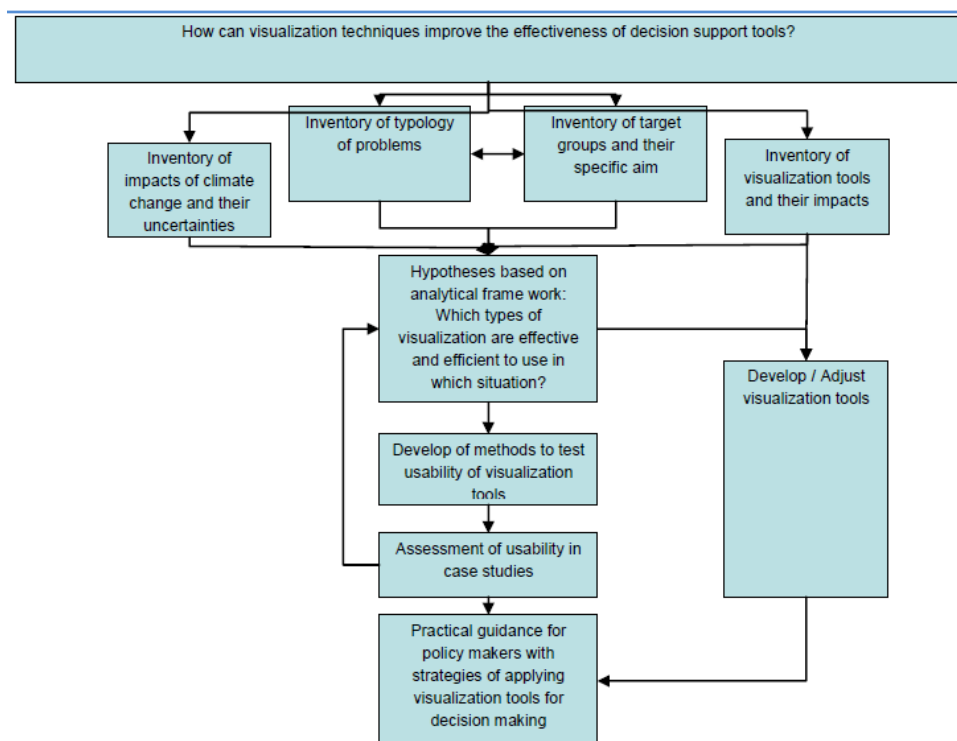 How can visualization techniques improve the effectiveness of decision support tools?
Inventory of
impacts of climate
change and their
uncertainties
Inventory of typology
of problems
Inventory of target
groups and their
specific aim
Inventory of
visualization tools
and their impacts
Hypotheses based on
analytical frame work:
Which types of
visualization are effective
and efficient to use in
which situation?
Develop / Adjust
visualization tools
Develop of methods to test
usability of visualization
tools
Assessment of usability in
case studies
Practical guidance for
policy makers with
strategies of applying
visualization tools for
decision making